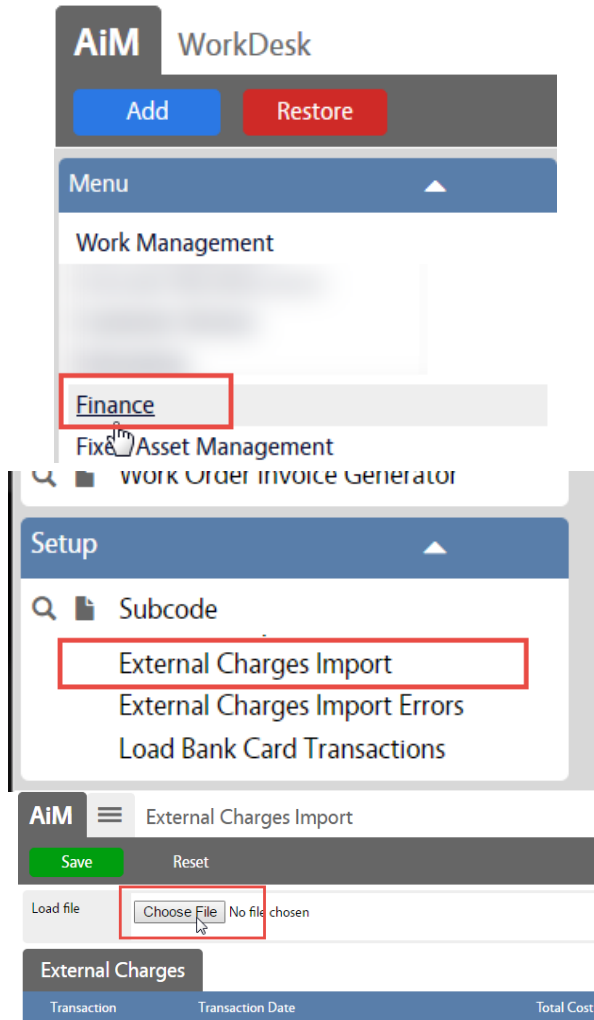 AiM WorkDesk
Add Restore
Menu
Work Management
Finance
Fixed Asset Management
Work Order Invoice Generator
Setup
Subcode
External Charges Import
External Charges Import Errors
Load Bank Card Transactions
AiM External Charges Import
Save Reset
Load file Choose File No file chosen
External Charges
Transaction Transaction Date Total Cost